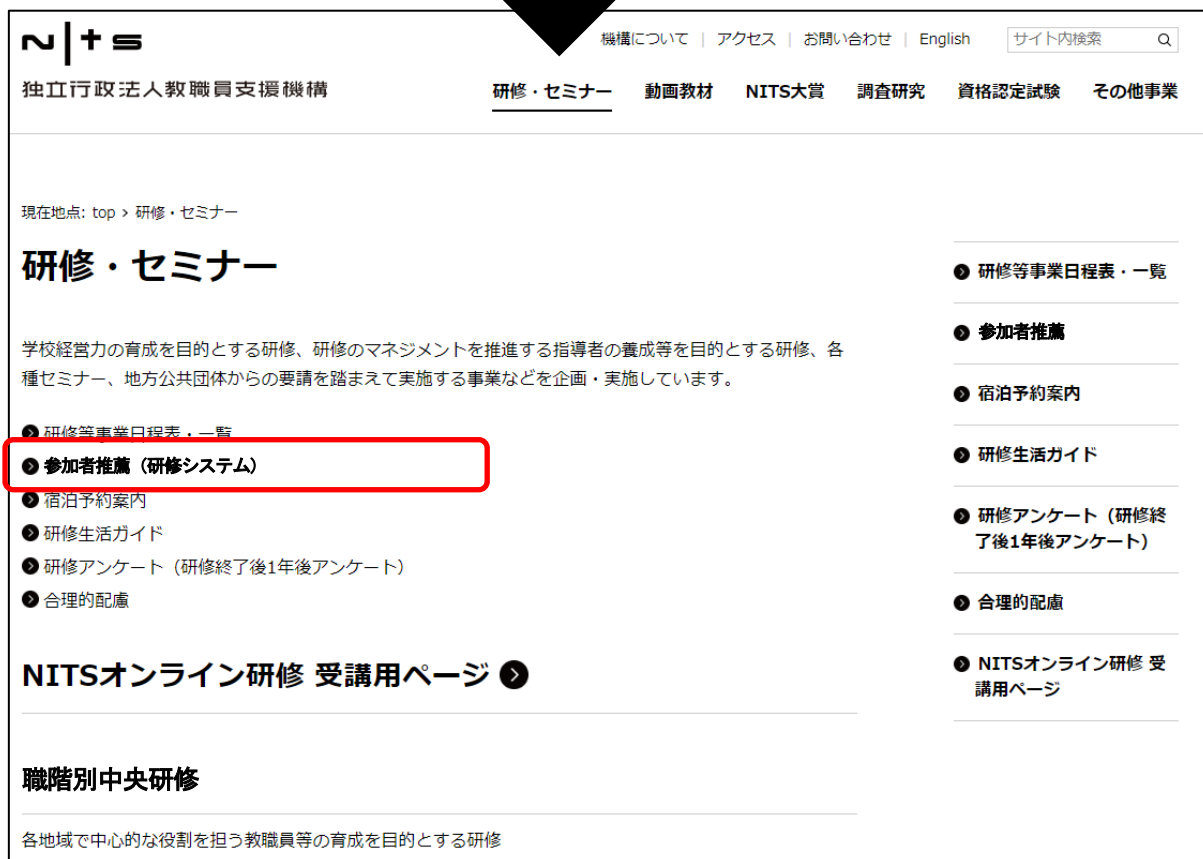 NITS
機構について | アクセス | お問い合わせ | English サイト内検索
独立行政法人教職員支援機構
研修・セミナー 動画教材 NITS大賞 調査研究 資格認定試験 その他事業
現在地点: top › 研修・セミナー
研修・セミナー
学校経営力の育成を目的とする研修、研修のマネジメントを推進する指導者の養成等を目的とする研修、各
種セミナー、地方公共団体からの要請を踏まえて実施する事業などを企画・実施しています。
研修等事業日程表・一覧
参加者推薦（研修システム）
宿泊予約案内
研修生活ガイド
研修アンケート（研修終了後1年後アンケート）
合理的配慮
NITSオンライン研修 受講用ページ
職階別中央研修
各地域で中心的な役割を担う教職員等の育成を目的とする研修
研修等事業日程表・一覧
参加者推薦
宿泊予約案内
研修生活ガイド
研修アンケート（研修終
了後1年後アンケート）
合理的配慮
NITSオンライン研修 受
講用ページ